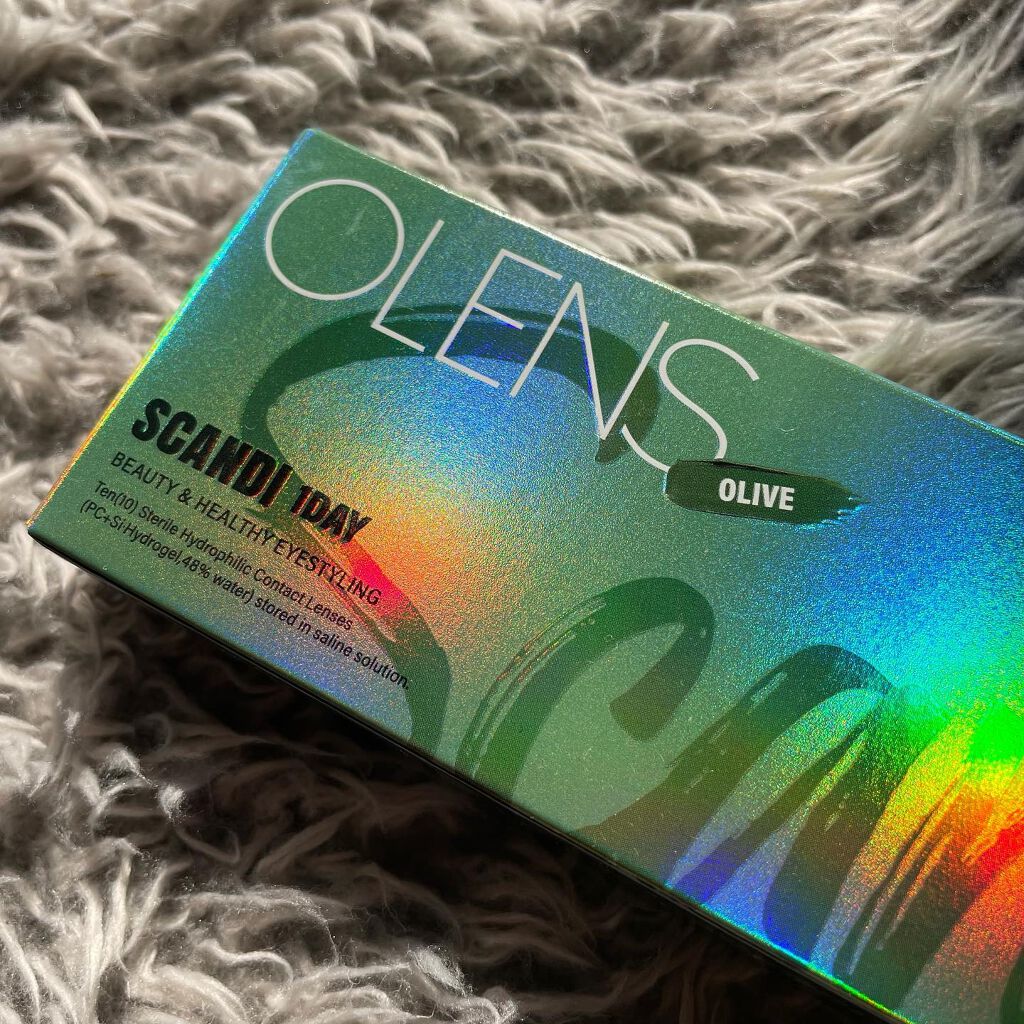 OLENS
OLIVE
SCANDI 1DAY
BEAUTY & HEALTHY EYESTYLING
Ten(10) Sterile Hydrophilic Contact Lenses
(PC+Si Hydrogel,46% water) stored in saline solution.